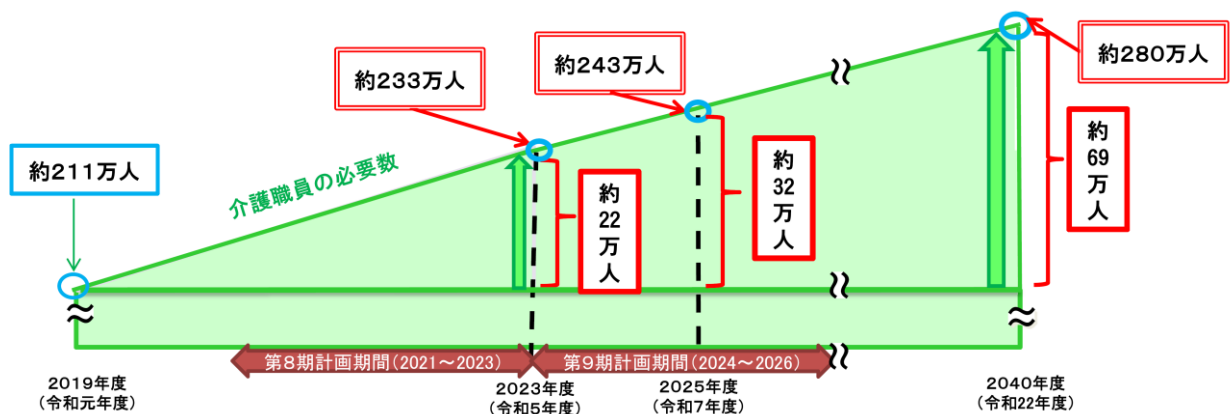 約280万人
約243万人
約233万人
約211万人
介護職員の必要数
約
22
万
人
約
32
万
人
約
69
万
人
第8期計画期間(2021~2023)
第9期計画期間(2024~2026)
2019年度
(令和元年度)
2023年度
(令和5年度)
2025年度
(令和7年度)
2040年度
(令和22年度)